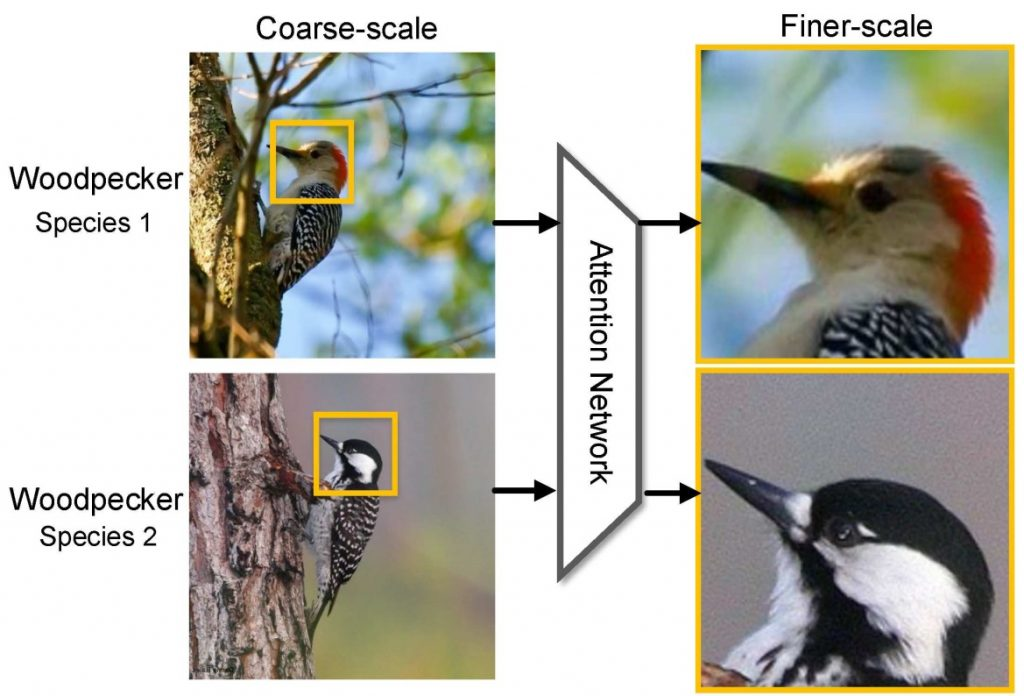 Coarse-scale
Finer-scale
Woodpecker
Species 1
Attention Network
Woodpecker
Species 2